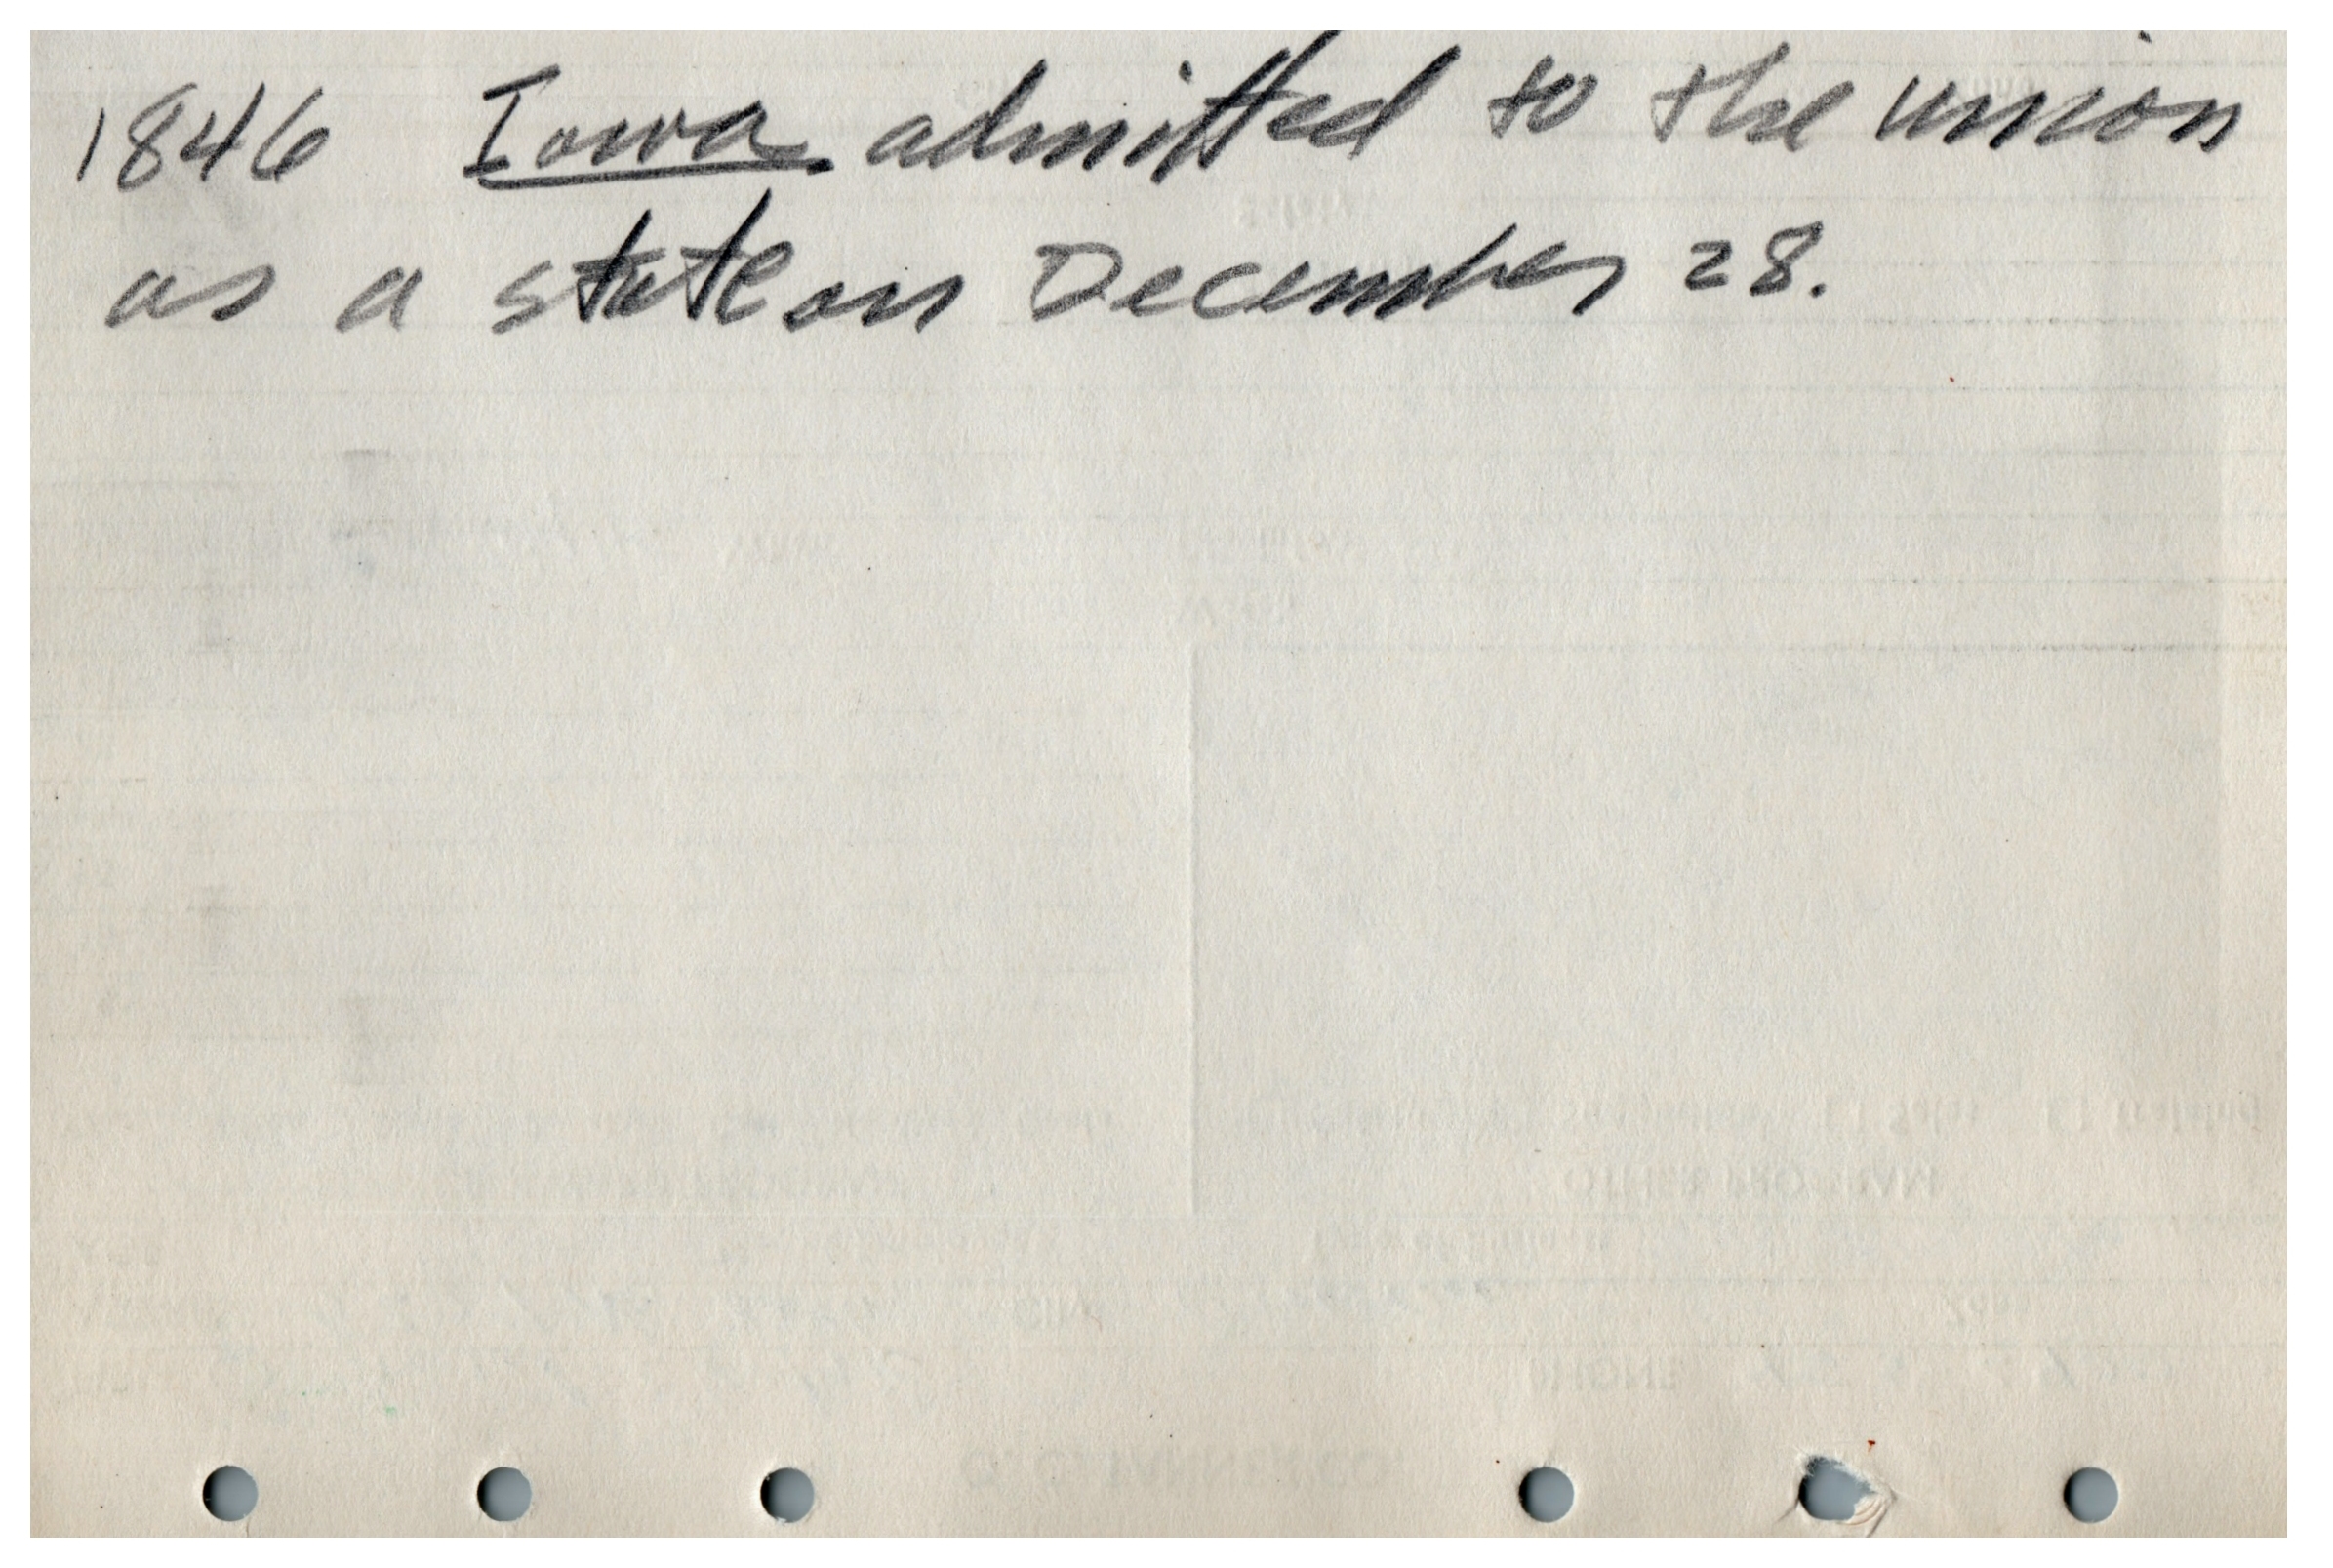 1846 Iowa admitted to the union
as a state on December 28.